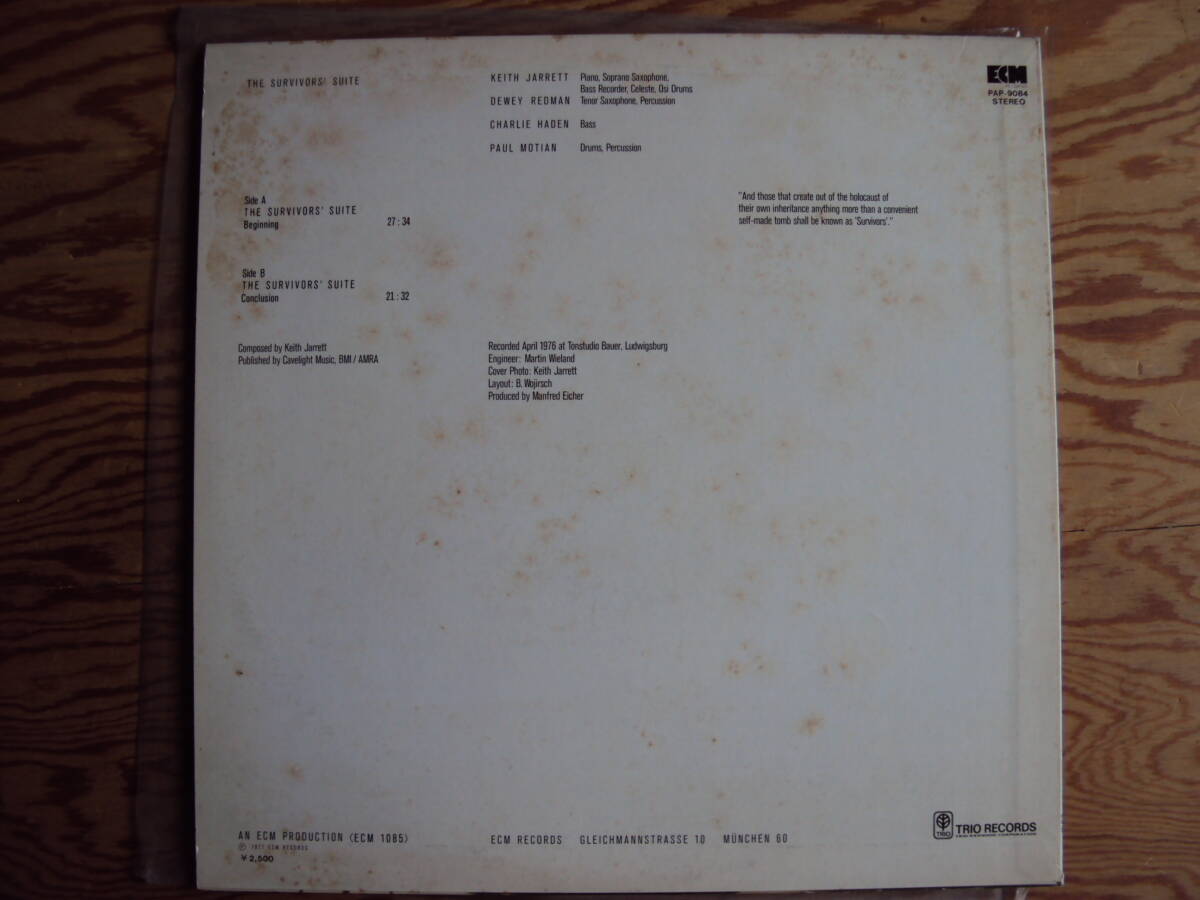 THE SURVIVORS' SUITE
KEITH JARRETT Piano, Soprano Saxophone,
Bass Recorder, Celeste, Osi Drums
DEWEY REDMAN Tenor Saxophone, Percussion
CHARLIE HADEN Bass
PAUL MOTIAN Drums, Percussion
ECM
PAP-9084
STEREO
Side A
THE SURVIVORS' SUITE
Beginning 27:34
"And those that create out of the holocaust of
their own inheritance anything more than a convenient
self-made tomb shall be known as 'Survivors'."
Side B
THE SURVIVORS' SUITE
Conclusion 21:32
Composed by Keith Jarrett
Published by Cavelight Music, BMI / AMRA
Recorded April 1976 at Tonstudio Bauer, Ludwigsburg
Engineer: Martin Wieland
Cover Photo: Keith Jarrett
Layout: B. Wojirsch
Produced by Manfred Eicher
AN ECM PRODUCTION (ECM 1085)
℗ 1977 ECM RECORDS
¥2,500
ECM RECORDS GLEICHMANNSTRASSE 10 MÜNCHEN 60
TRIO
TRIO RECORDS